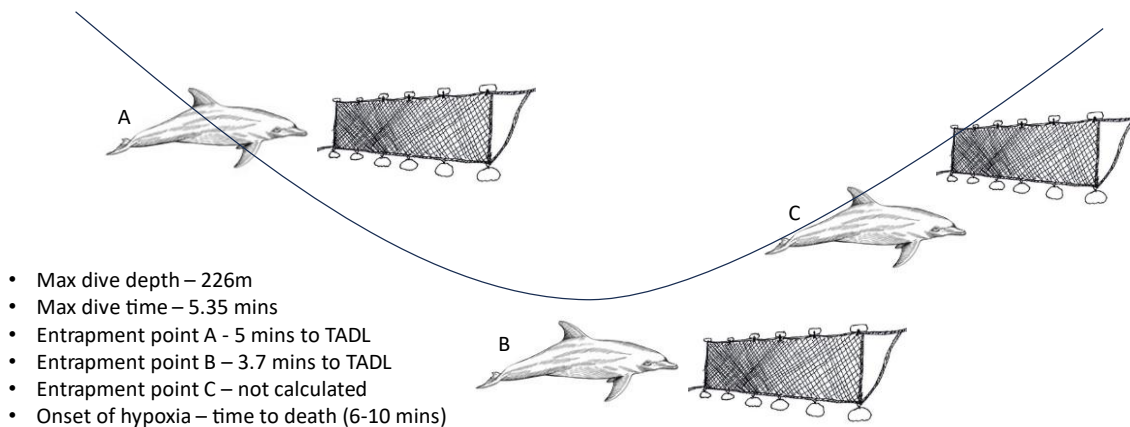 A
C
B
• Max dive depth – 226m
• Max dive time – 5.35 mins
• Entrapment point A - 5 mins to TADL
• Entrapment point B – 3.7 mins to TADL
• Entrapment point C – not calculated
• Onset of hypoxia – time to death (6-10 mins)